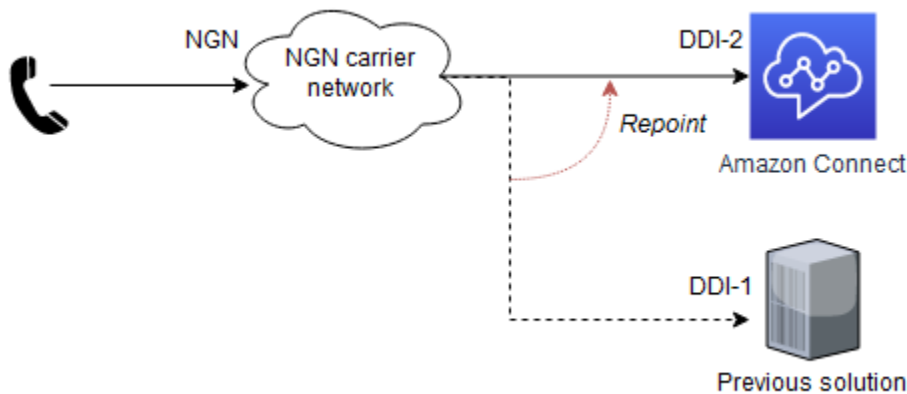 NGN
NGN carrier
network
DDI-2
Repoint
Amazon Connect
DDI-1
Previous solution